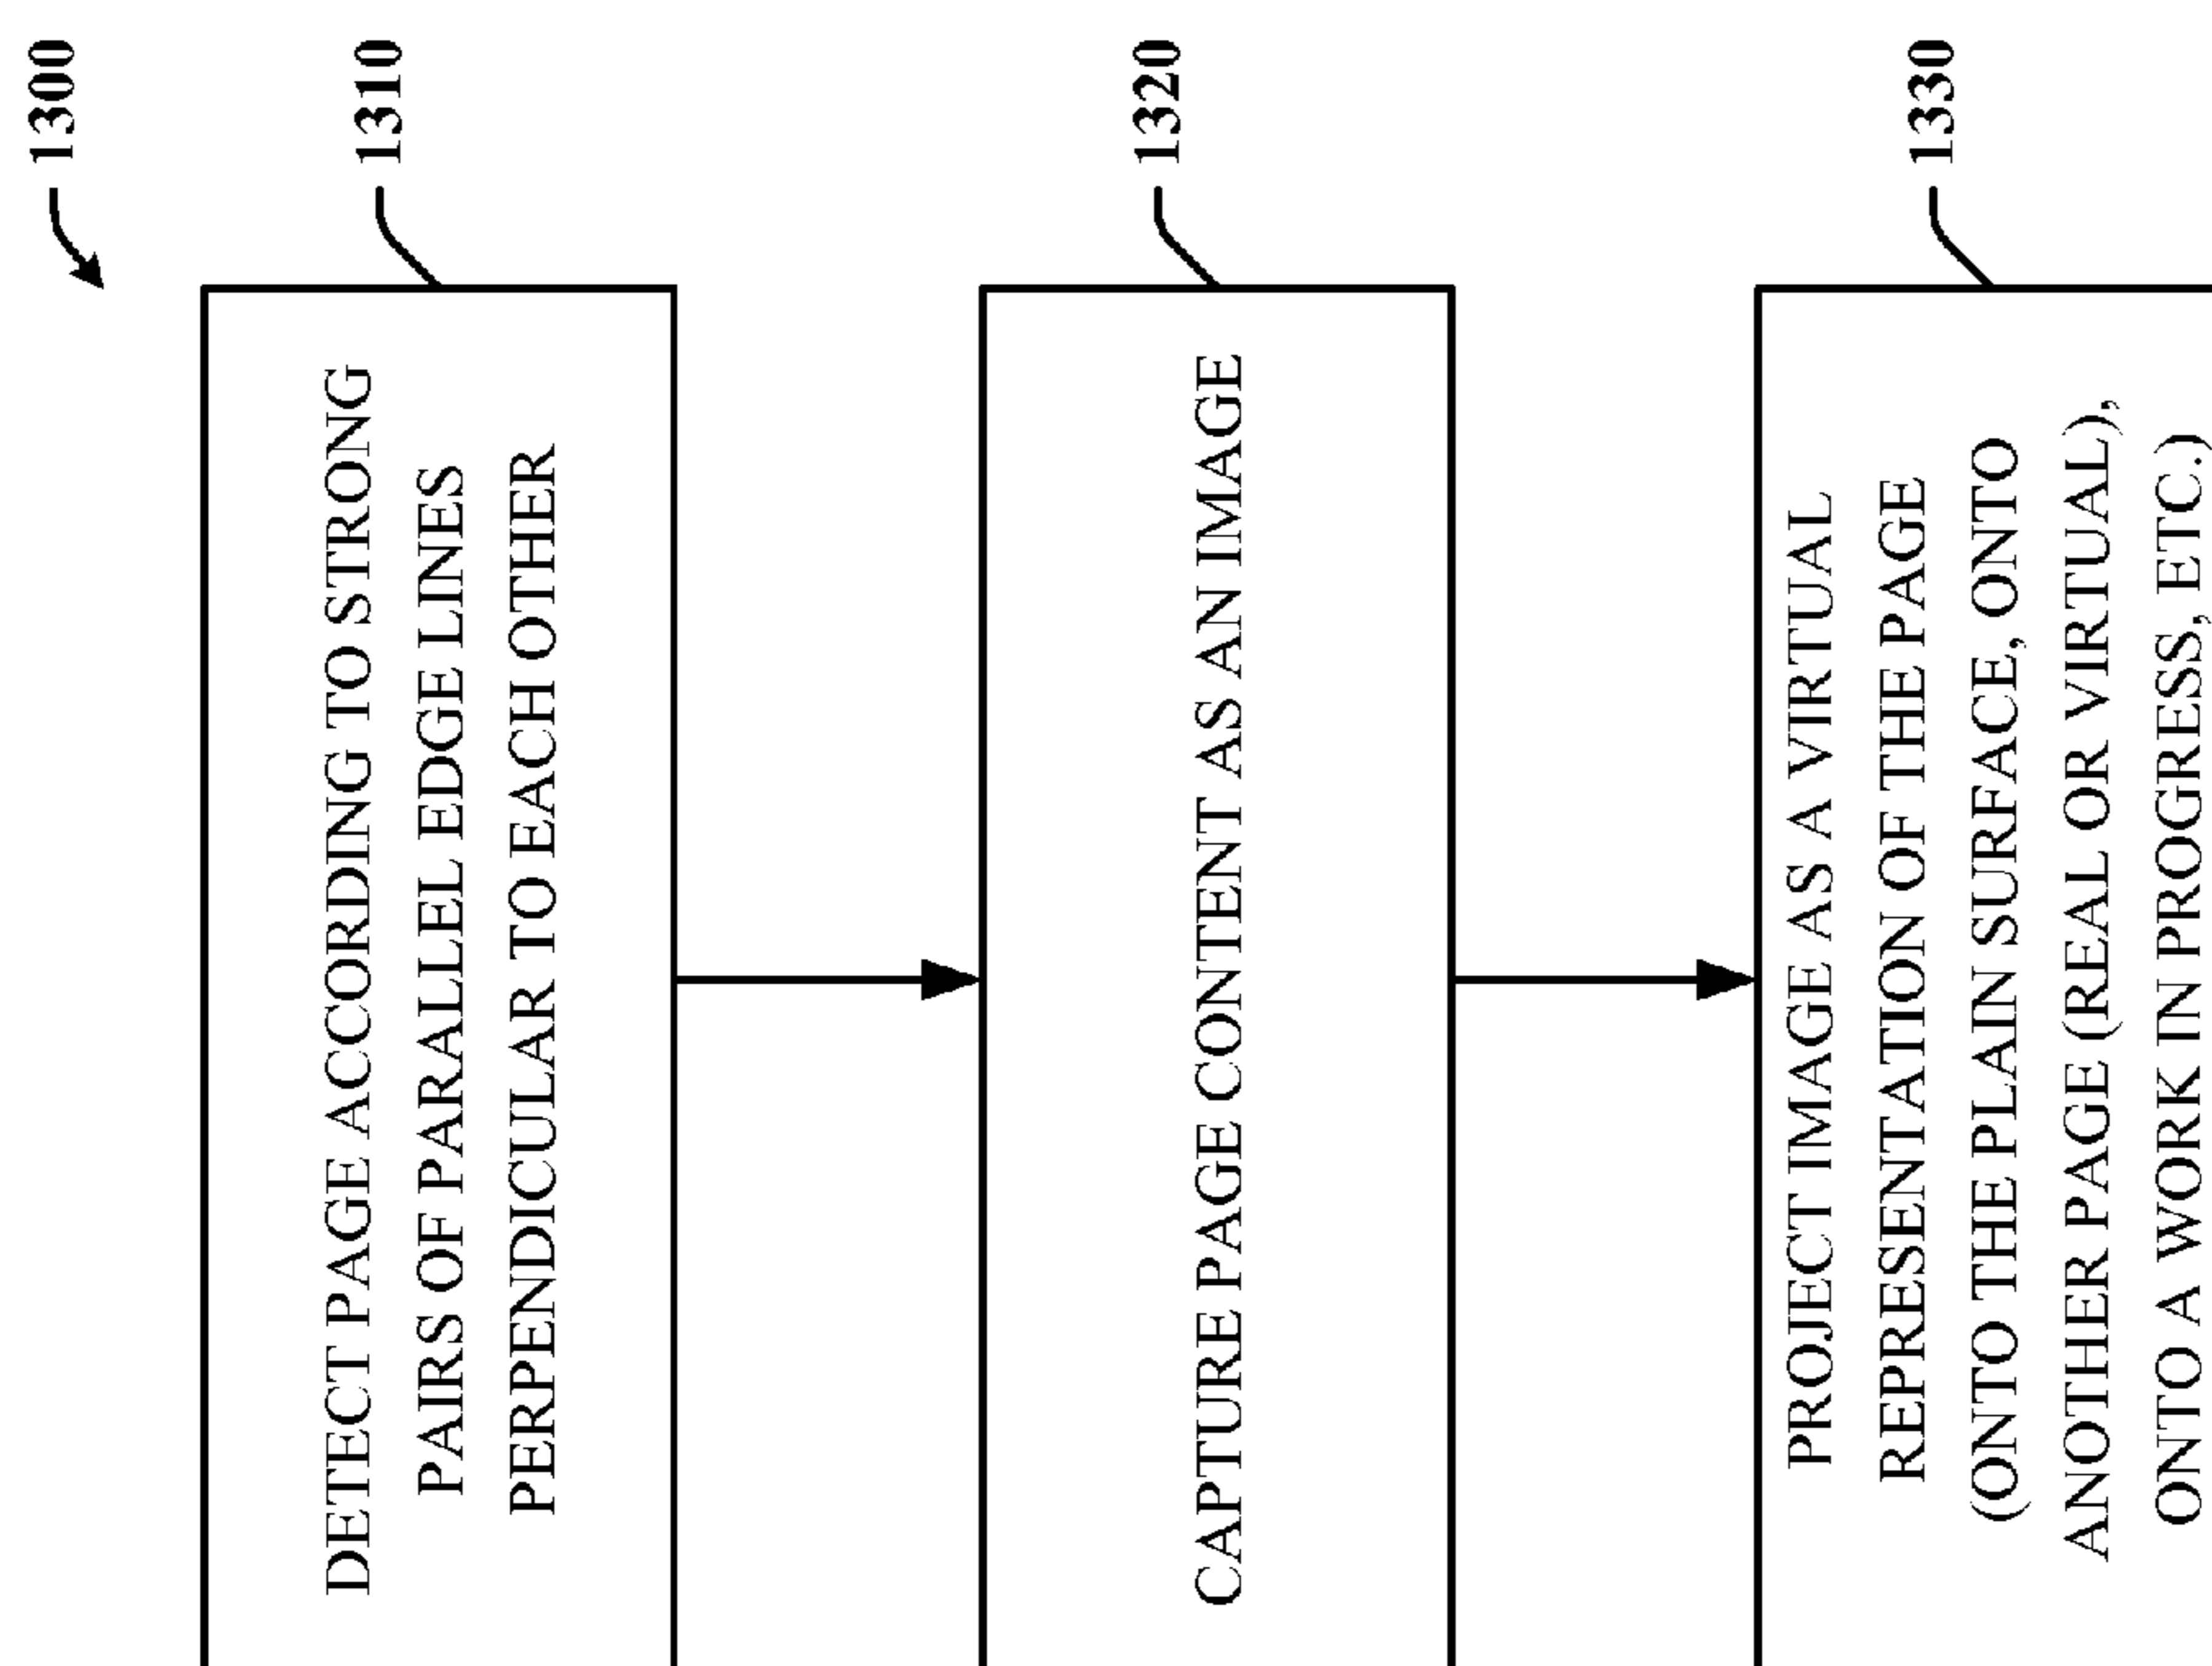 1300
1310
DETECT PAGE ACCORDING TO STRONG
PAIRS OF PARALLEL EDGE LINES
PERPENDICULAR TO EACH OTHER
1320
CAPTURE PAGE CONTENT AS AN IMAGE
1330
PROJECT IMAGE AS A VIRTUAL
REPRESENTATION OF THE PAGE
(ONTO THE PLAIN SURFACE, ONTO
ANOTHER PAGE (REAL OR VIRTUAL),
ONTO A WORK IN PROGRESS, ETC.)